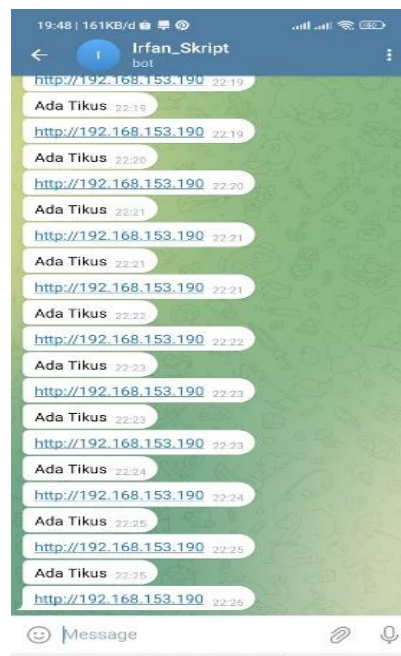 19:48 | 161KB/d
Irfan_Skript
I
bot
http://192.168.153.190 22:19
Ada Tikus 22:19
http://192.168.153.190 22:19
Ada Tikus 22:20
http://192.168.153.190 22:20
Ada Tikus 22:21
http://192.168.153.190 22:21
Ada Tikus 22:21
http://192.168.153.190 22:21
Ada Tikus 22:22
http://192.168.153.190 22:22
Ada Tikus 22:23
http://192.168.153.190 22:23
Ada Tikus 22:23
http://192.168.153.190 22:23
Ada Tikus 22:24
http://192.168.153.190 22:24
Ada Tikus 22:25
http://192.168.153.190 22:25
Ada Tikus 22:25
http://192.168.153.190 22:26
Message